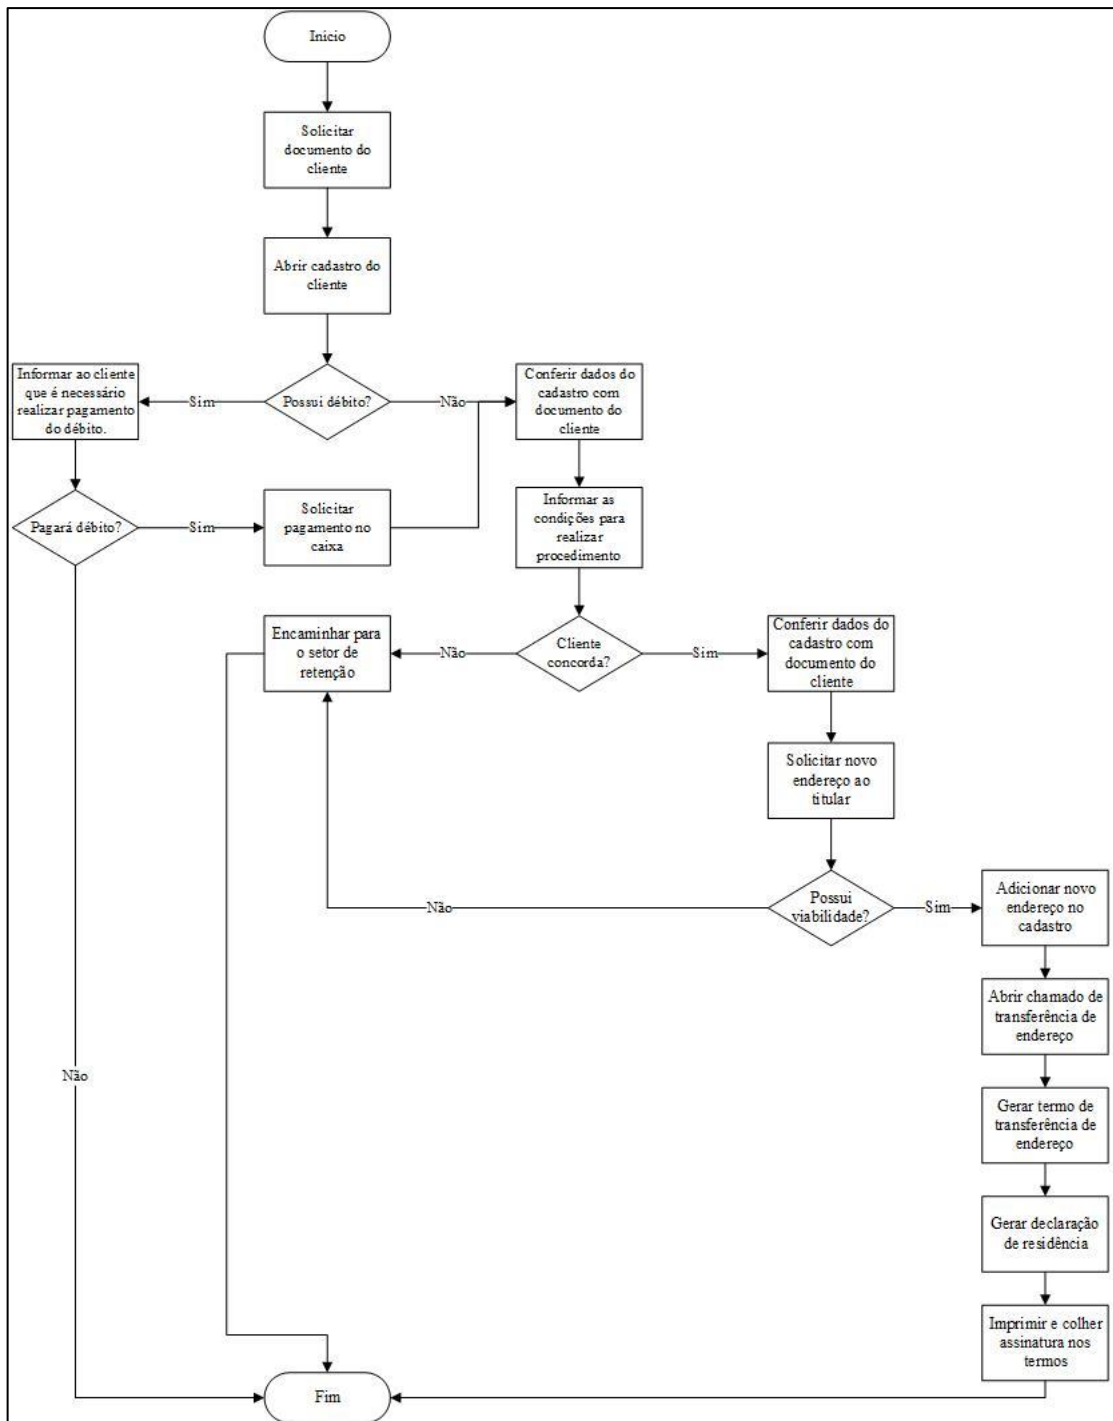 Início
Solicitar
documento do
cliente
Abrir cadastro do
cliente
Informar ao cliente
que é necessário
realizar pagamento
do débito.
Sim
Possui débito?
Não
Conferir dados do
cadastro com
documento do
cliente
Pagará débito?
Sim
Solicitar
pagamento no
caixa
Informar as
condições para
realizar
procedimento
Encaminhar para
o setor de
retenção
Não
Cliente
concorda?
Sim
Conferir dados do
cadastro com
documento do
cliente
Solicitar novo
endereço ao
titular
Não
Possui
viabilidade?
Sim
Adicionar novo
endereço no
cadastro
Abrir chamado de
transferência de
endereço
Não
Gerar termo de
transferência de
endereço
Gerar declaração
de residência
Imprimir e colher
assinatura nos
termos
Fim